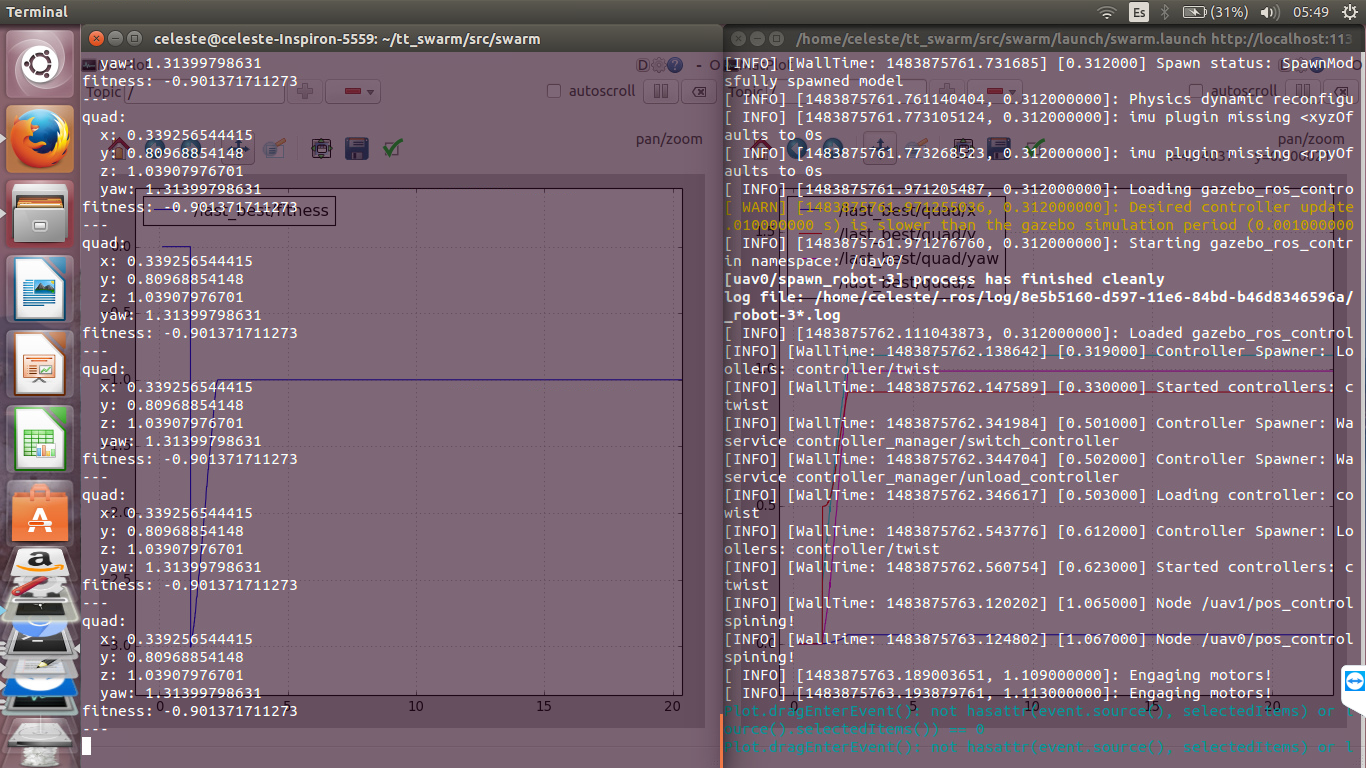 Terminal
Es
(31%)
05:49
celeste@celeste-Inspiron-5559: ~/tt_swarm/src/swarm
yaw: 1.31399798631
fitness: -0.901371711273
---
quad:
x: 0.339256544415
y: 0.80968854148
z: 1.03907976701
yaw: 1.31399798631
fitness: -0.901371711273
---
quad:
x: 0.339256544415
y: 0.80968854148
z: 1.03907976701
yaw: 1.31399798631
fitness: -0.901371711273
---
quad:
x: 0.339256544415
y: 0.80968854148
z: 1.03907976701
yaw: 1.31399798631
fitness: -0.901371711273
---
quad:
x: 0.339256544415
y: 0.80968854148
z: 1.03907976701
yaw: 1.31399798631
fitness: -0.901371711273
---
quad:
x: 0.339256544415
y: 0.80968854148
z: 1.03907976701
yaw: 1.31399798631
fitness: -0.901371711273
---
Topic /
autoscroll
pan/zoom
/last_best/fitness
−1.0
−3.0
0
5
10
15
20
/home/celeste/tt_swarm/src/swarm/launch/swarm.launch http://localhost:113
[INFO] [WallTime: 1483875761.731685] [0.312000] Spawn status: SpawnMod
sfully spawned model
[ INFO] [1483875761.761140404, 0.312000000]: Physics dynamic reconfigu
[ INFO] [1483875761.773105124, 0.312000000]: imu plugin missing <xyzOf
aults to 0s
[ INFO] [1483875761.773268523, 0.312000000]: imu plugin missing <rpyOf
aults to 0s
[ INFO] [1483875761.971205487, 0.312000000]: Loading gazebo_ros_contro
[ WARN] [1483875761.971255036, 0.312000000]: Desired controller update
.010000000 s) is slower than the gazebo simulation period (0.001000000
[ INFO] [1483875761.971276760, 0.312000000]: Starting gazebo_ros_contr
in namespace: /uav0/
[uav0/spawn_robot-3] process has finished cleanly
log file: /home/celeste/.ros/log/8e5b5160-d597-11e6-84bd-b46d8346596a/
_robot-3*.log
[ INFO] [1483875762.111043873, 0.312000000]: Loaded gazebo_ros_control
[INFO] [WallTime: 1483875762.138642] [0.319000] Controller Spawner: Lo
ollers: controller/twist
[INFO] [WallTime: 1483875762.147589] [0.330000] Started controllers: c
twist
[INFO] [WallTime: 1483875762.341984] [0.501000] Controller Spawner: Wa
service controller_manager/switch_controller
[INFO] [WallTime: 1483875762.344704] [0.502000] Controller Spawner: Wa
service controller_manager/unload_controller
[INFO] [WallTime: 1483875762.346617] [0.503000] Loading controller: co
wist
[INFO] [WallTime: 1483875762.543776] [0.612000] Controller Spawner: Lo
ollers: controller/twist
[INFO] [WallTime: 1483875762.560754] [0.623000] Started controllers: c
twist
[INFO] [WallTime: 1483875763.120202] [1.065000] Node /uav1/pos_control
spining!
[INFO] [WallTime: 1483875763.124802] [1.067000] Node /uav0/pos_control
spining!
[ INFO] [1483875763.189003651, 1.109000000]: Engaging motors!
[ INFO] [1483875763.193879761, 1.113000000]: Engaging motors!
Plot.dragEnterEvent(): not hasattr(event.source(), selectedItems) or
ource().selectedItems()) == 0
Plot.dragEnterEvent(): not hasattr(event.source(), selectedItems) or
autoscroll
pan/zoom
/last_best/quad/x
/last_best/quad/y
/last_best/quad/yaw
/last_best/quad/z
5
10
15
20